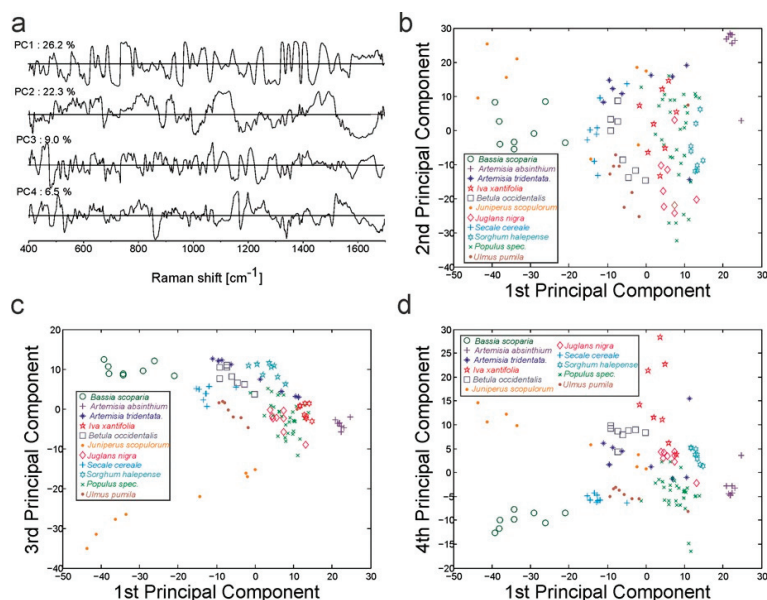 a
PC1 : 26.2 %
PC2 : 22.3 %
PC3 : 9.0 %
PC4 : 6.5 %
400 600 800 1000 1200 1400 1600
Raman shift [cm-1]
b
30
20
10
0
−10
−20
−30
−40
−50 −40 −30 −20 −10 0 10 20 30
2nd Principal Component
1st Principal Component
Bassia scoparia
Artemisia absinthium
Artemisia tridentata.
Iva xantifolia
Betula occidentalis
Juniperus scopulorum
Juglans nigra
Secale cereale
Sorghum halepense
Populus spec.
Ulmus pumila
c
30
20
10
0
−10
−20
−30
−40
−50 −40 −30 −20 −10 0 10 20 30
3rd Principal Component
1st Principal Component
Bassia scoparia
Artemisia absinthium
Artemisia tridentata.
Iva xantifolia
Betula occidentalis
Juniperus scopulorum
Juglans nigra
Secale cereale
Sorghum halepense
Populus spec.
Ulmus pumila
d
30
25
20
15
10
5
0
−5
−10
−15
−20
−50 −40 −30 −20 −10 0 10 20 30
4th Principal Component
1st Principal Component
Bassia scoparia
Artemisia absinthium
Artemisia tridentata.
Iva xantifolia
Betula occidentalis
Juniperus scopulorum
Juglans nigra
Secale cereale
Sorghum halepense
Populus spec.
Ulmus pumila